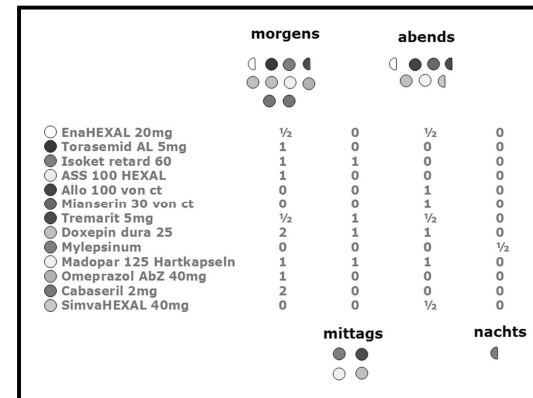 morgens abends
EnaHEXAL 20mg ½ 0 ½ 0
Torasemid AL 5mg 1 0 0 0
Isoket retard 60 1 1 0 0
ASS 100 HEXAL 1 0 0 0
Allo 100 von ct 0 0 1 0
Mianserin 30 von ct 0 0 1 0
Tremarit 5mg ½ 1 ½ 0
Doxepin dura 25 2 1 1 0
Mylepsinum 0 0 0 ½
Madopar 125 Hartkapseln 1 1 1 0
Omeprazol AbZ 40mg 1 0 0 0
Cabaseril 2mg 2 0 0 0
SimvaHEXAL 40mg 0 0 ½ 0
mittags nachts